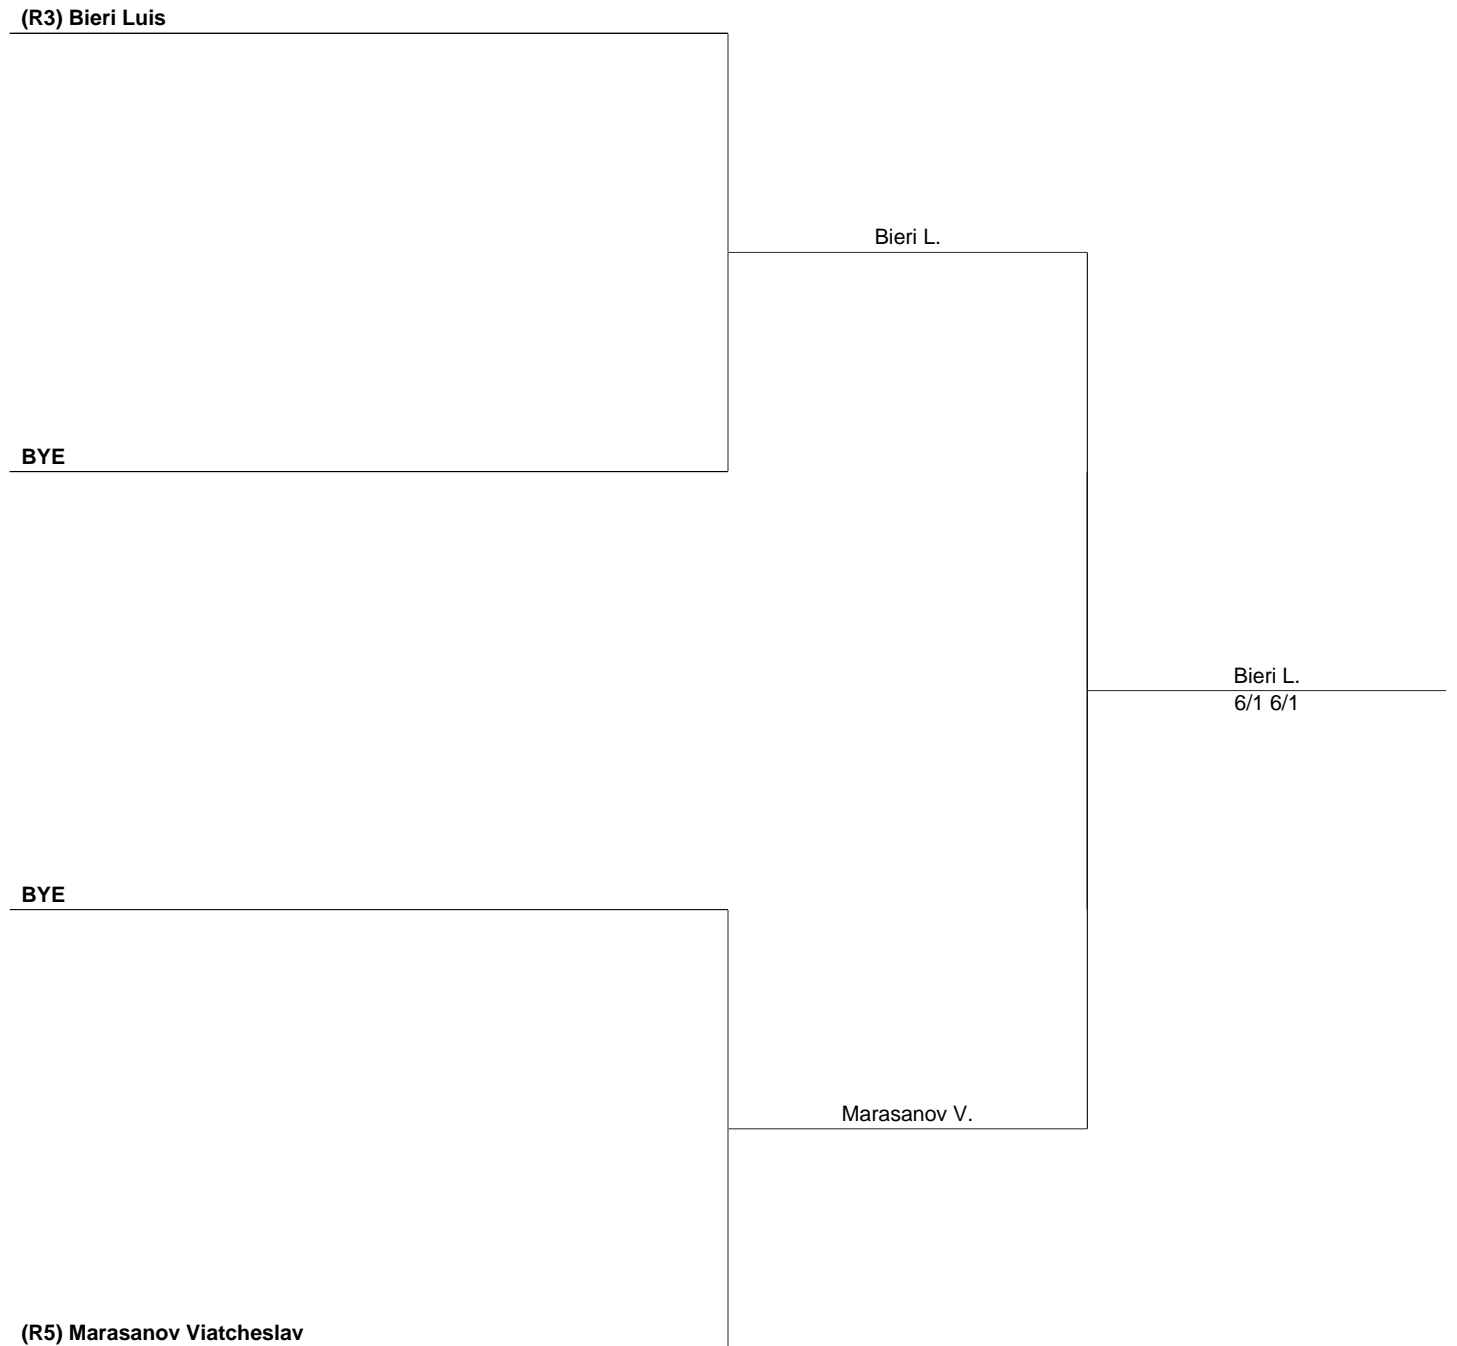 (R3) Bieri Luis
Bieri L.
BYE
Bieri L.
6/1 6/1
BYE
Marasanov V.
(R5) Marasanov Viatcheslav